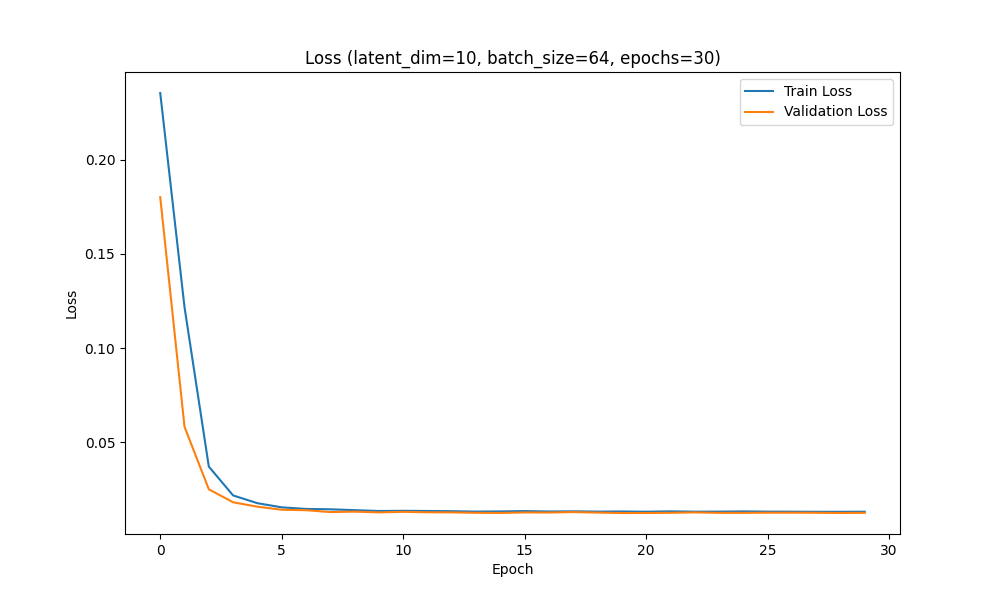 Loss (latent_dim=10, batch_size=64, epochs=30)
Train Loss
Validation Loss
0.20
0.15
0.10
0.05
Loss
0 5 10 15 20 25 30
Epoch